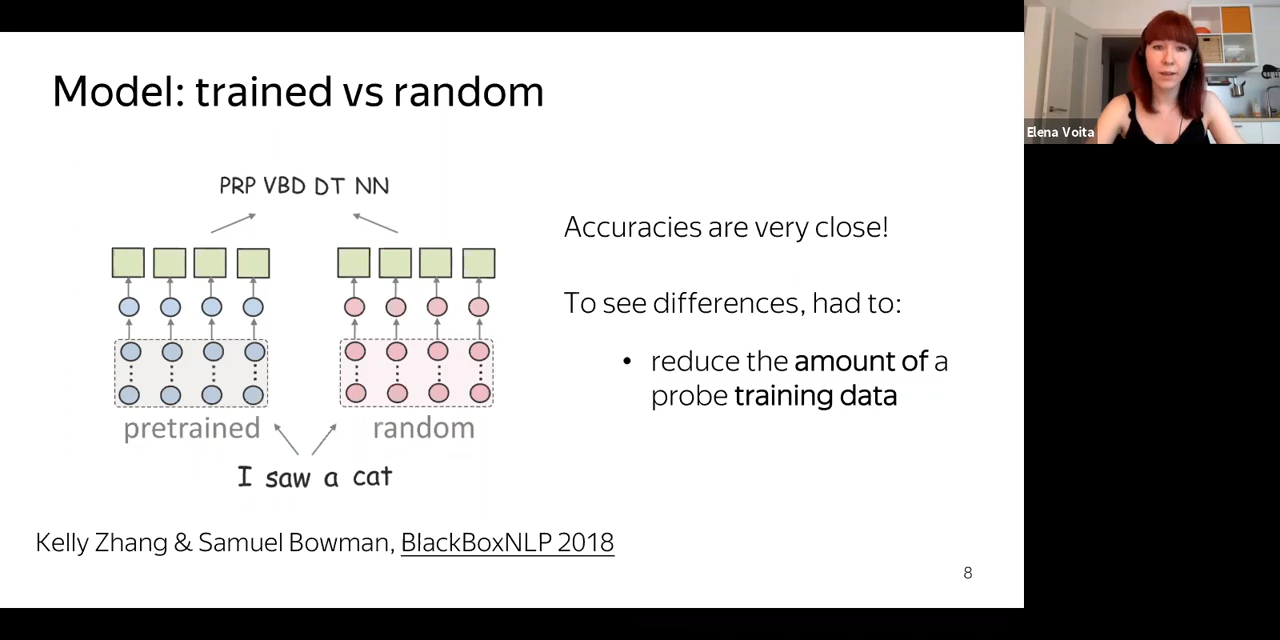 Model: trained vs random
PRP VBD DT NN
pretrained
random
I saw a cat
Accuracies are very close!
To see differences, had to:
• reduce the amount of a
probe training data
Kelly Zhang & Samuel Bowman, BlackBoxNLP 2018
8
Elena Voita